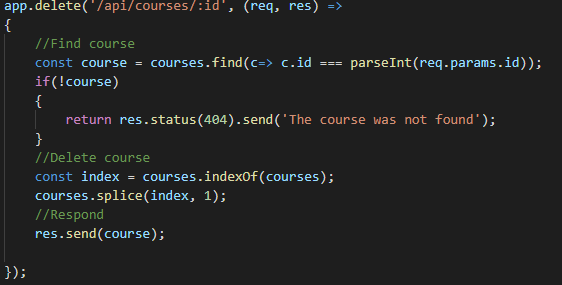 app.delete('/api/courses/:id', (req, res) =>
{
//Find course
const course = courses.find(c=> c.id === parseInt(req.params.id));
if(!course)
{
return res.status(404).send('The course was not found');
}
//Delete course
const index = courses.indexOf(courses);
courses.splice(index, 1);
//Respond
res.send(course);
});